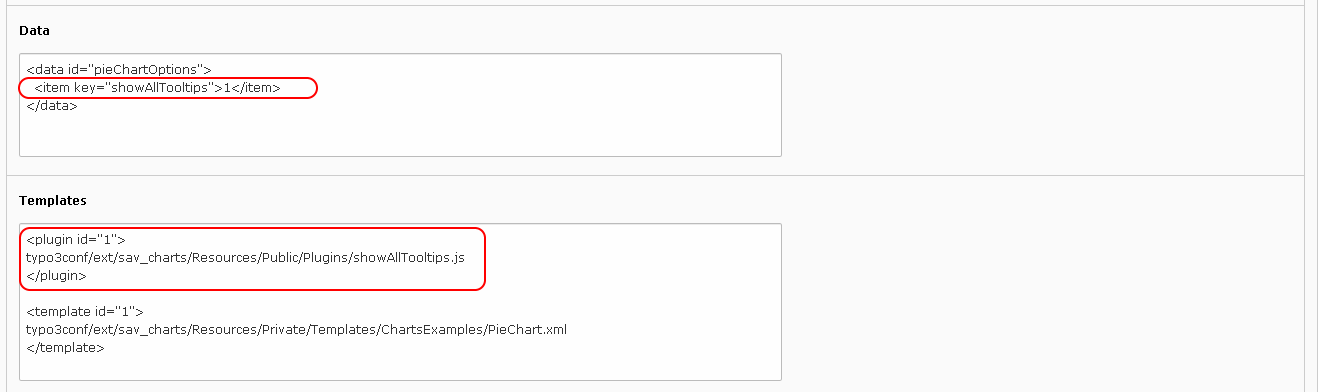 Data
<data id="pieChartOptions">
<item key="showAllTooltips">1</item>
</data>
Templates
<plugin id="1">
typo3conf/ext/sav_charts/Resources/Public/Plugins/showAllTooltips.js
</plugin>
<template id="1">
typo3conf/ext/sav_charts/Resources/Private/Templates/ChartsExamples/PieChart.xml
</template>